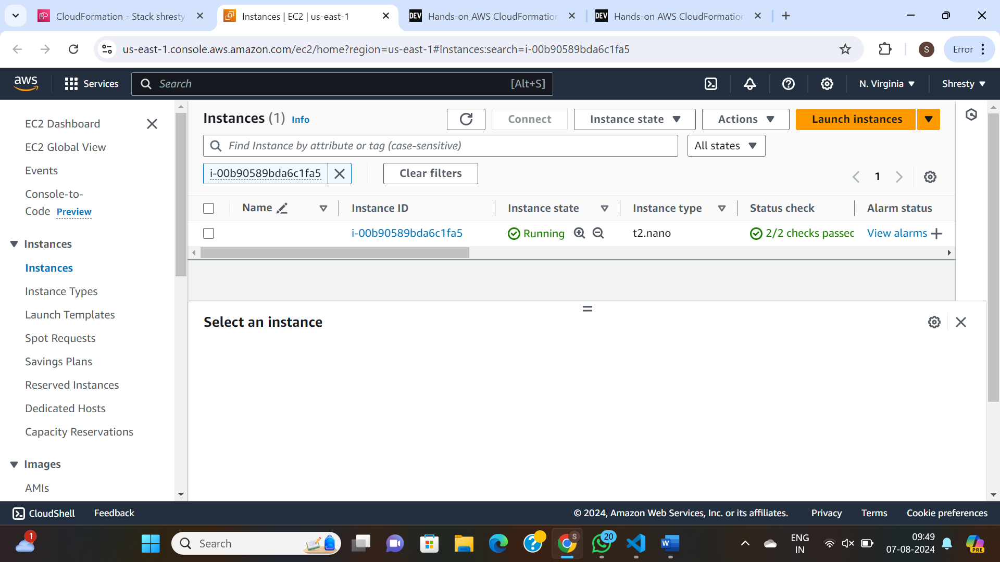 CloudFormation - Stack shresty
Instances | EC2 | us-east-1
DEV Hands-on AWS CloudFormation
DEV Hands-on AWS CloudFormation
us-east-1.console.aws.amazon.com/ec2/home?region=us-east-1#Instances:search=i-00b90589bda6c1fa5
S
Error
aws
Services
Search
[Alt+S]
N. Virginia
Shresty
EC2 Dashboard
EC2 Global View
Events
Console-to-
Code Preview
Instances
Instances
Instance Types
Launch Templates
Spot Requests
Savings Plans
Reserved Instances
Dedicated Hosts
Capacity Reservations
Images
AMIs
Instances (1) Info
Connect
Instance state
Actions
Launch instances
Find Instance by attribute or tag (case-sensitive)
All states
i-00b90589bda6c1fa5
Clear filters
1
Name
Instance ID
Instance state
Instance type
Status check
Alarm status
i-00b90589bda6c1fa5
Running
t2.nano
2/2 checks passed
View alarms
Select an instance
CloudShell
Feedback
© 2024, Amazon Web Services, Inc. or its affiliates.
Privacy
Terms
Cookie preferences
1
Search
S
20
W
ENG
IN
09:49
07-08-2024
PRE